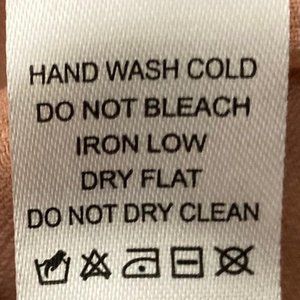 HAND WASH COLD
DO NOT BLEACH
IRON LOW
DRY FLAT
DO NOT DRY CLEAN